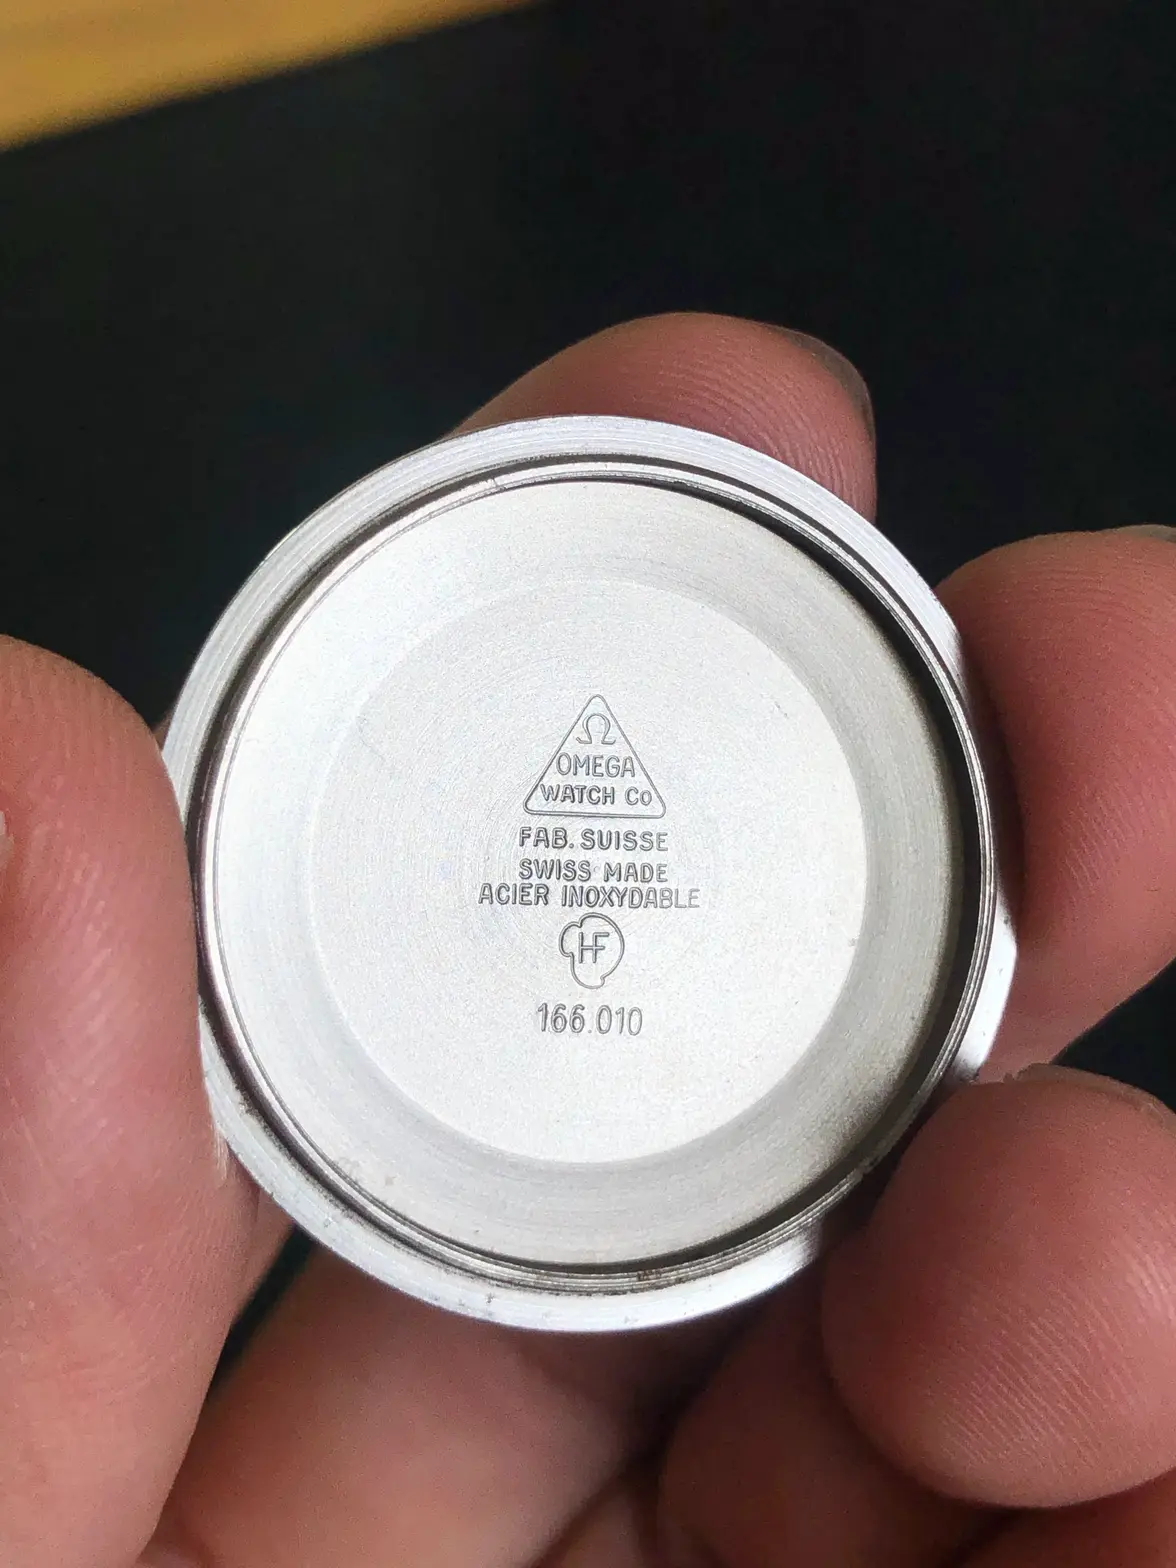 Ω
OMEGA
WATCH Co
FAB. SUISSE
SWISS MADE
ACIER INOXYDABLE
HF
166.010